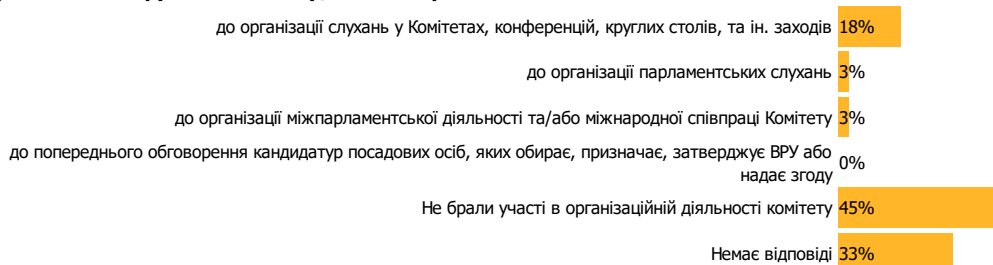 до організації слухань у Комітетах, конференцій, круглих столів, та ін. заходів 18%
до організації парламентських слухань 3%
до організації міжпарламентської діяльності та/або міжнародної співпраці Комітету 3%
до попереднього обговорення кандидатур посадових осіб, яких обирає, призначає, затверджує ВРУ або
надає згоду 0%
Не брали участі в організаційній діяльності комітету 45%
Немає відповіді 33%